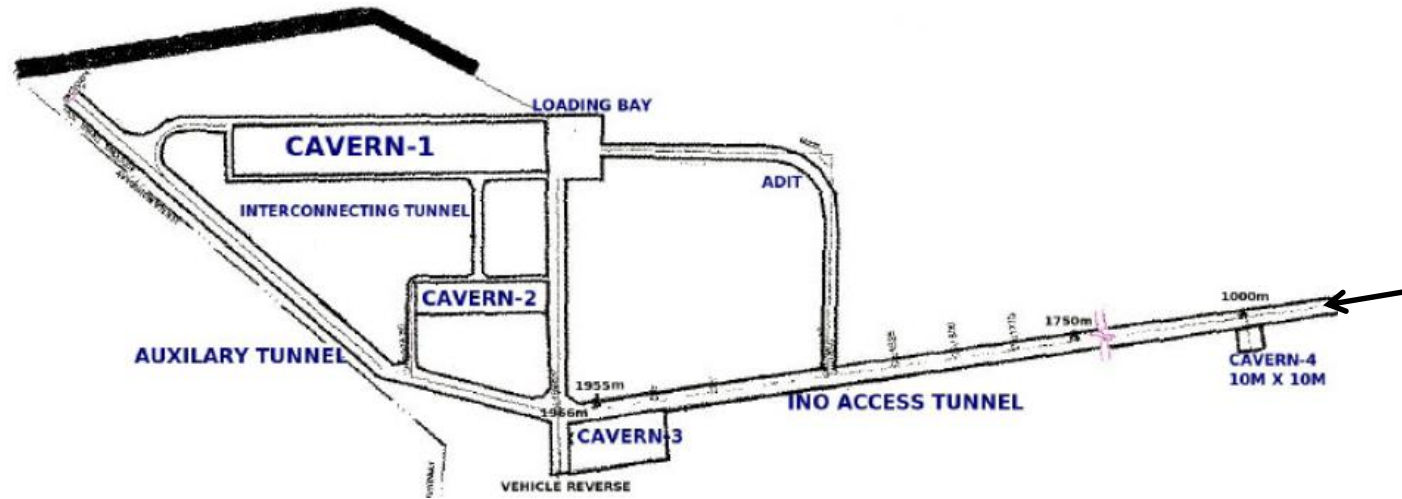 LOADING BAY
CAVERN-1
ADIT
INTERCONNECTING TUNNEL
CAVERN-2
1000m
1750m
AUXILARY TUNNEL
CAVERN-4
10M X 10M
1955m
INO ACCESS TUNNEL
1966m
CAVERN-3
VEHICLE REVERSE